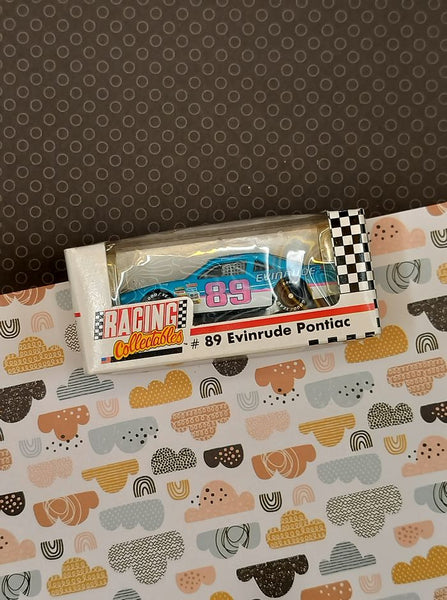 EVINRUDE
89
RACING
Collectables
# 89 Evinrude Pontiac